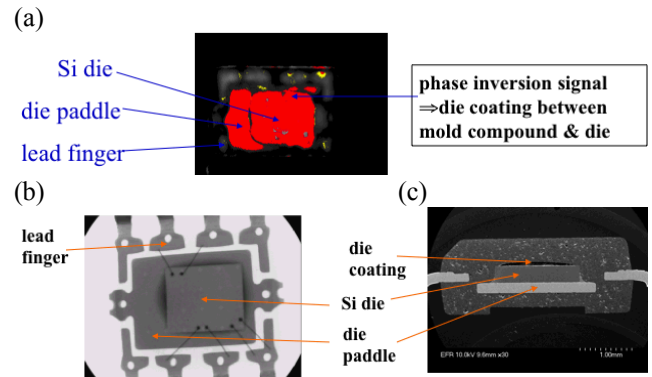 (a)
Si die
die paddle
lead finger
phase inversion signal
⇒die coating between
mold compound & die
(b)
lead
finger
(c)
die
coating
Si die
die
paddle
EFR 10.0kV 9.6mm x30
1.00mm